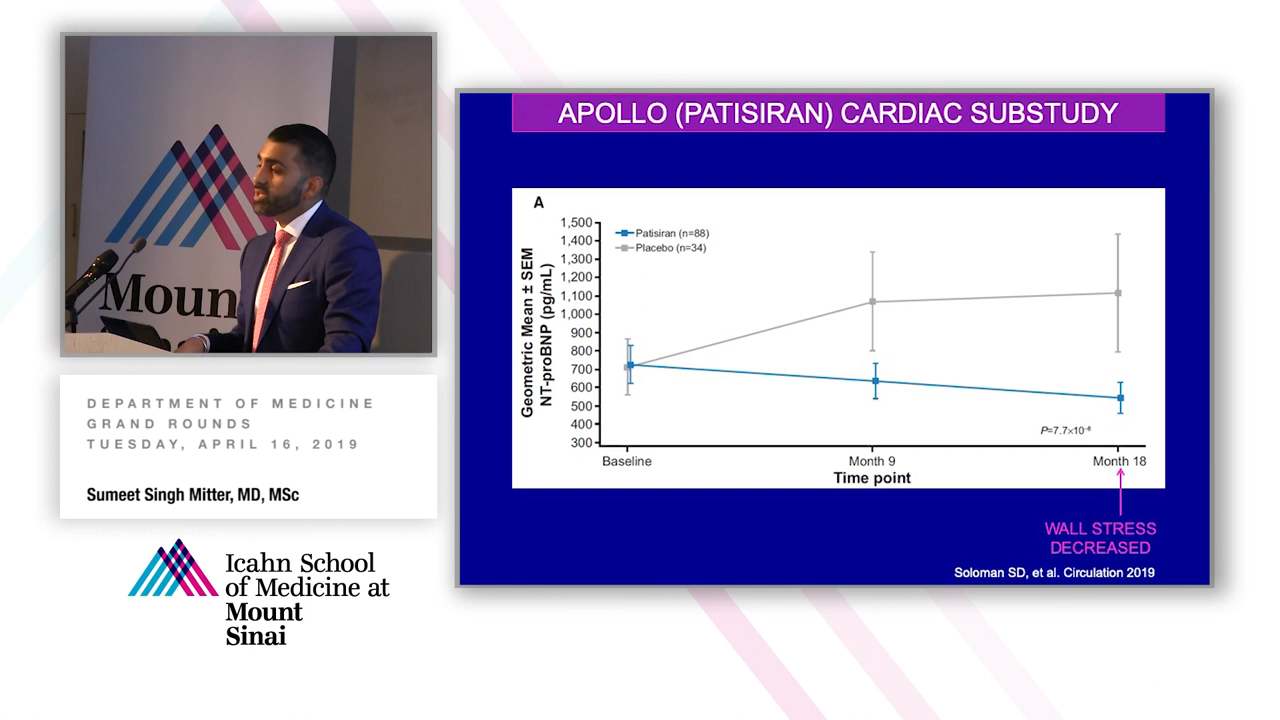 Moun
DEPARTMENT OF MEDICINE
GRAND ROUNDS
TUESDAY, APRIL 16, 2019
Sumeet Singh Mitter, MD, MSc
Icahn School
of Medicine at
Mount
Sinai
APOLLO (PATISIRAN) CARDIAC SUBSTUDY
A
Geometric Mean ± SEM
NT-proBNP (pg/mL)
1,500
1,400
1,300
1,200
1,100
1,000
900
800
700
600
500
400
300
Patisiran (n=88)
Placebo (n=34)
P=7.7×10⁻⁸
Baseline Month 9 Month 18
Time point
WALL STRESS
DECREASED
Soloman SD, et al. Circulation 2019